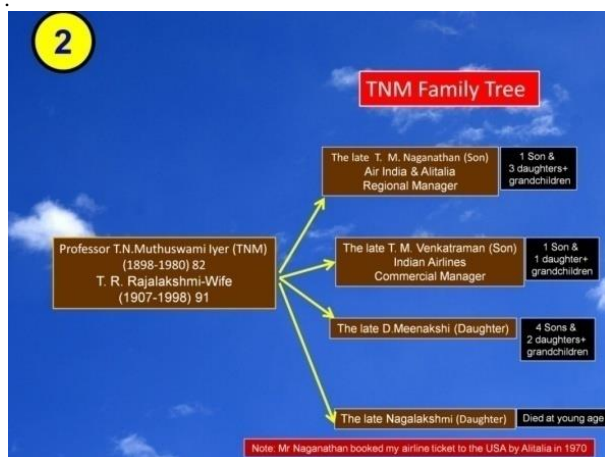 2
TNM Family Tree
The late T. M. Naganathan (Son)
Air India & Alitalia
Regional Manager
1 Son &
3 daughters+
grandchildren
Professor T.N.Muthuswami Iyer (TNM)
(1898-1980) 82
T. R. Rajalakshmi-Wife
(1907-1998) 91
The late T. M. Venkatraman (Son)
Indian Airlines
Commercial Manager
1 Son &
1 daughter+
grandchildren
The late D.Meenakshi (Daughter)
4 Sons &
2 daughters+
grandchildren
The late Nagalakshmi (Daughter)
Died at young age
Note: Mr Naganathan booked my airline ticket to the USA by Alitalia in 1970